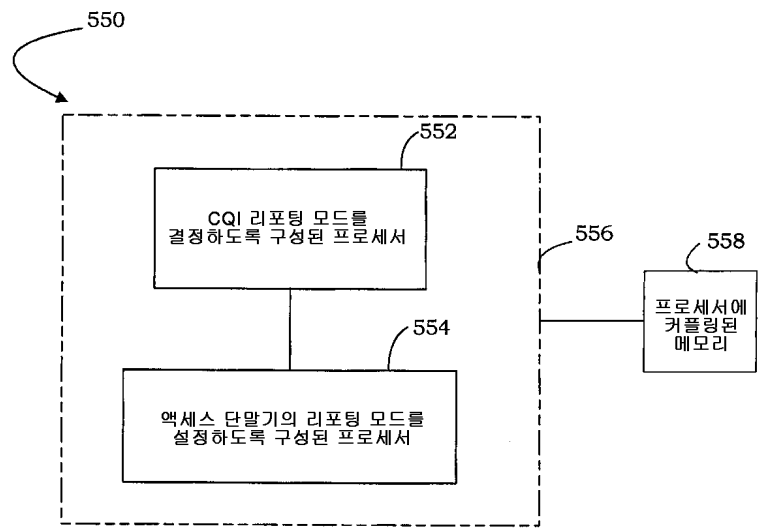 550
552
CQI 리포팅 모드를
결정하도록 구성된 프로세서
556
558
프로세서에
커플링된
메모리
554
액세스 단말기의 리포팅 모드를
설정하도록 구성된 프로세서